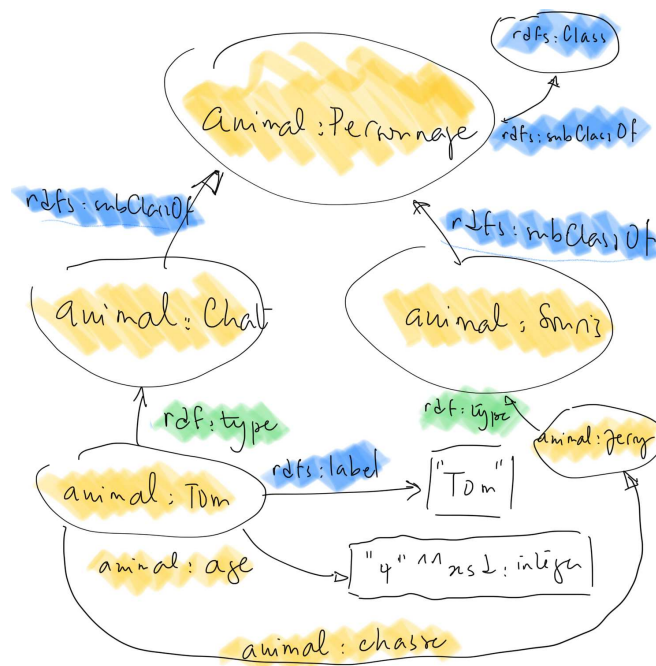 rdfs:Class
animal:Personnage
rdfs:subClassOf
rdfs:subClassOf
rdfs:subClassOf
animal:Chat
animal:Souris
rdf:type
rdf:type
animal:Jerry
rdfs:label
"Tom"
animal:Tom
animal:age
"4"^^xsd:integer
animal:chasse